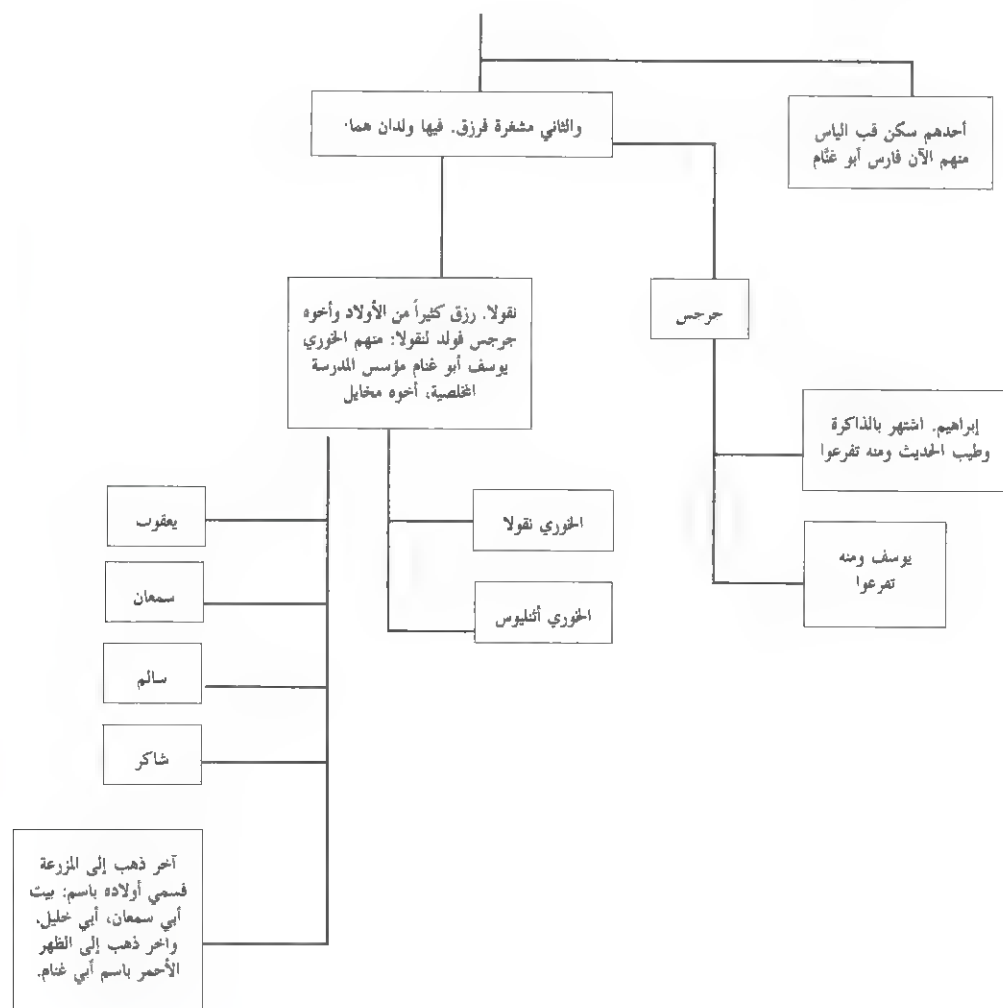 أحدهم سكن قب الياس
منهم الآن فارس أبو غنّام
والثاني مشغرة فرزق. فيها ولدان هما.
جرجس
نقولا. رزق كثيراً من الأولاد وأخوه
جرجس فولد لنقولا: منهم الخوري
يوسف أبو غنام مؤسس المدرسة
المخلصية، أخوه مخايل
إبراهيم. اشتهر بالذاكرة
وطيب الحديث ومنه تفرعوا
يوسف ومنه
تفرعوا
الخوري نقولا
الخوري أثنليوس
يعقوب
سمعان
سالم
شاكر
آخر ذهب إلى المزرعة
فسمي أولاده باسم: بيت
أبي سمعان، أبي خليل.
واخر ذهب إلى الظهر
الأحمر باسم أبي غنام.